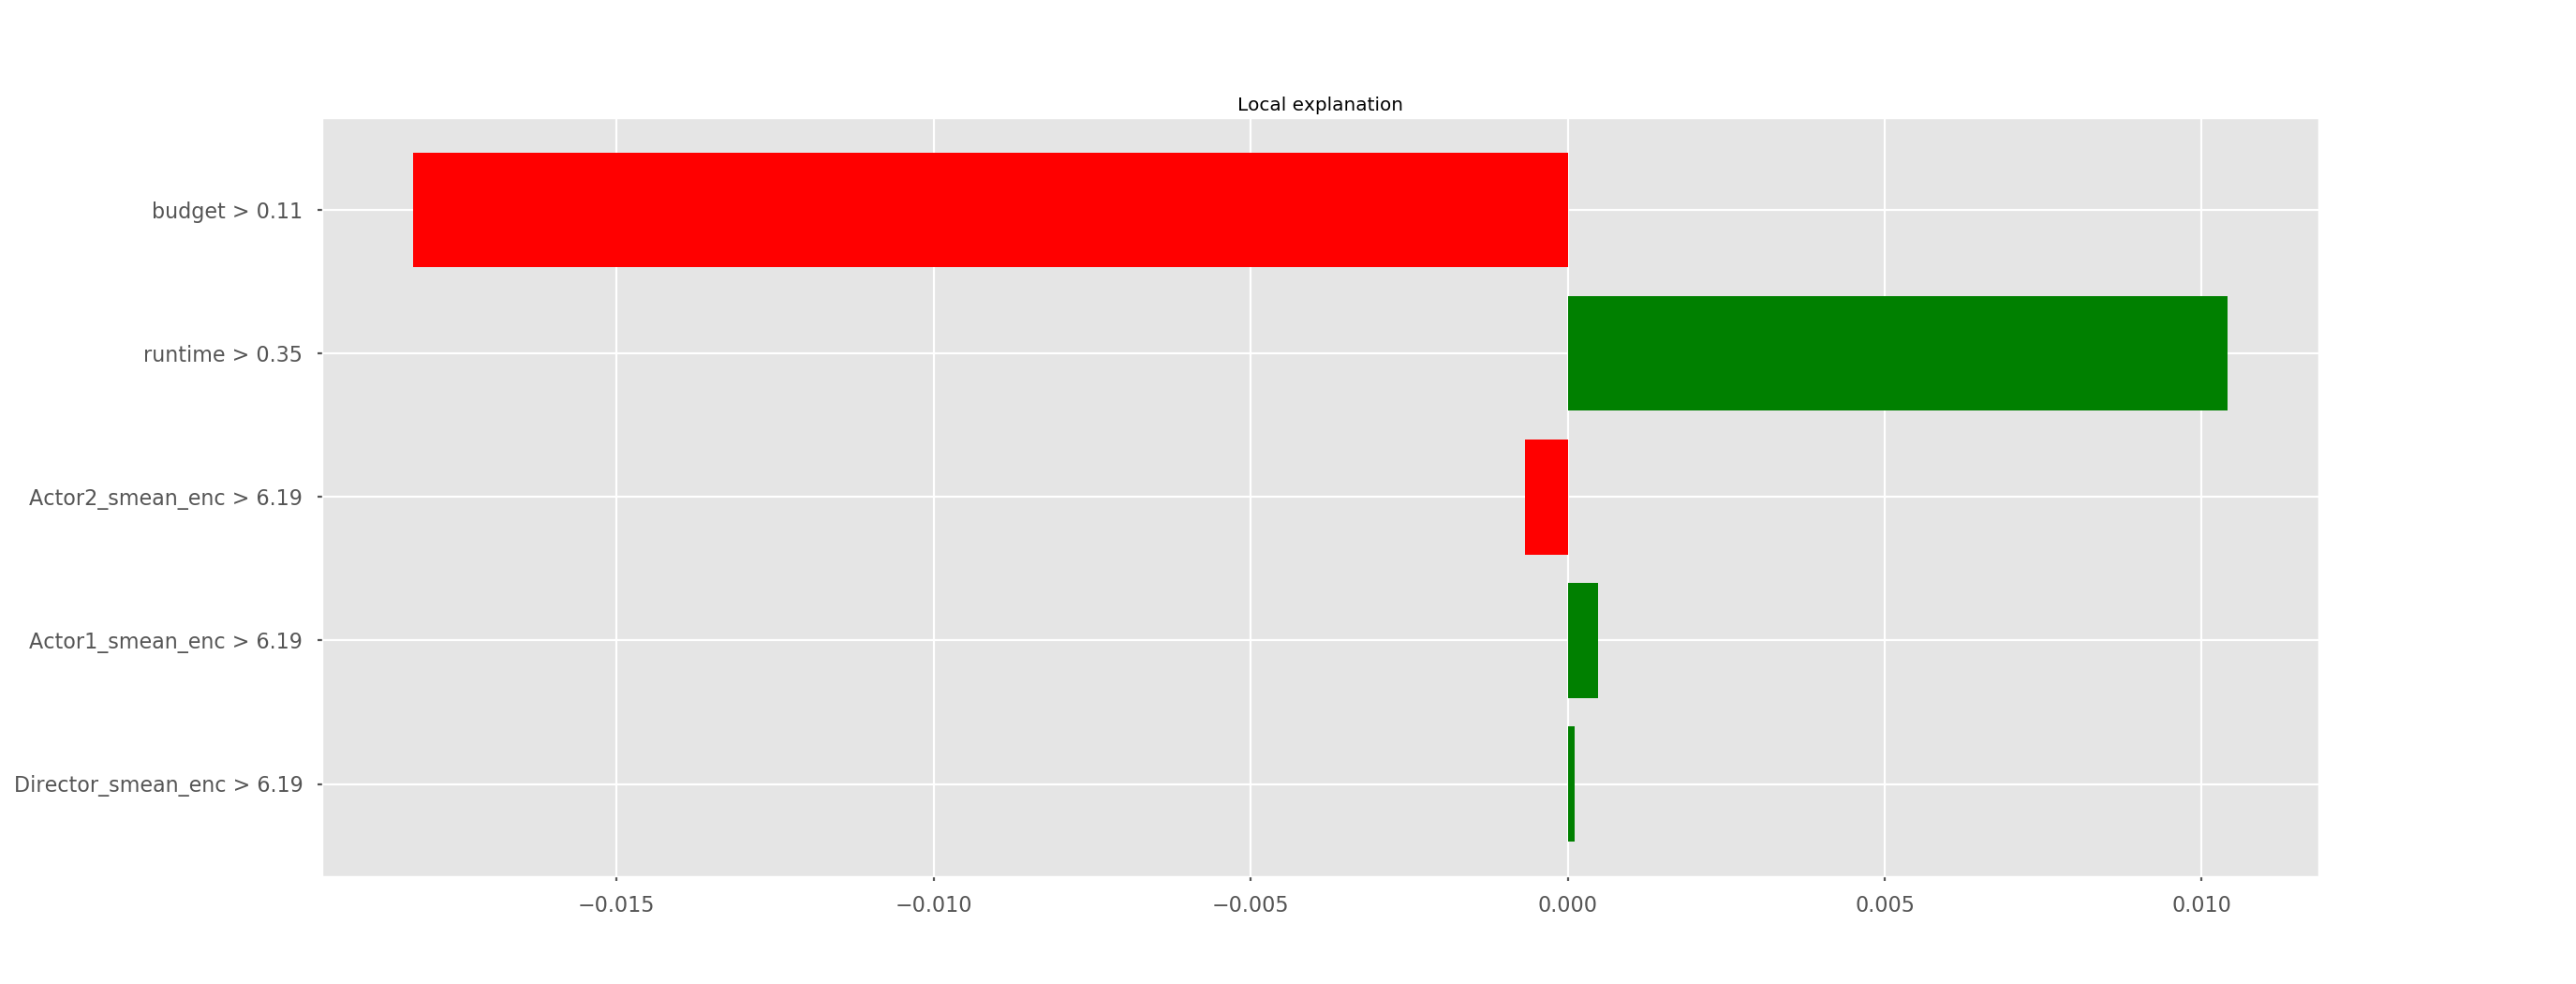 Local explanation
budget > 0.11
runtime > 0.35
Actor2_smean_enc > 6.19
Actor1_smean_enc > 6.19
Director_smean_enc > 6.19
−0.015 −0.010 −0.005 0.000 0.005 0.010